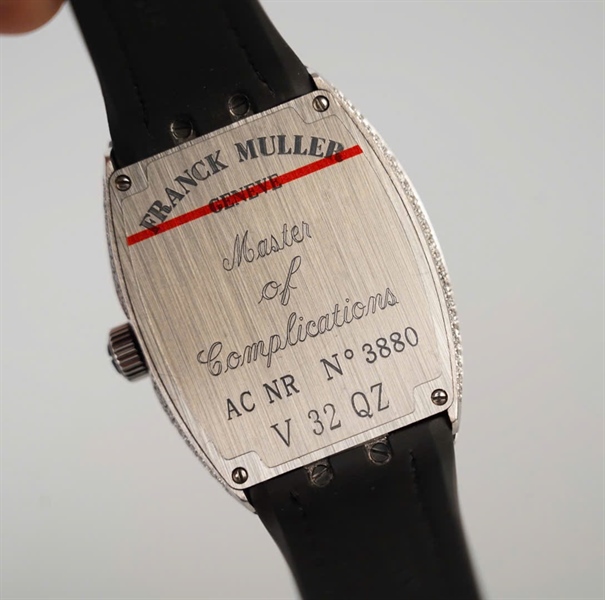 FRANCK MULLER
GENEVE
Master
of
Complications
AC NR N° 3880
V 32 QZ